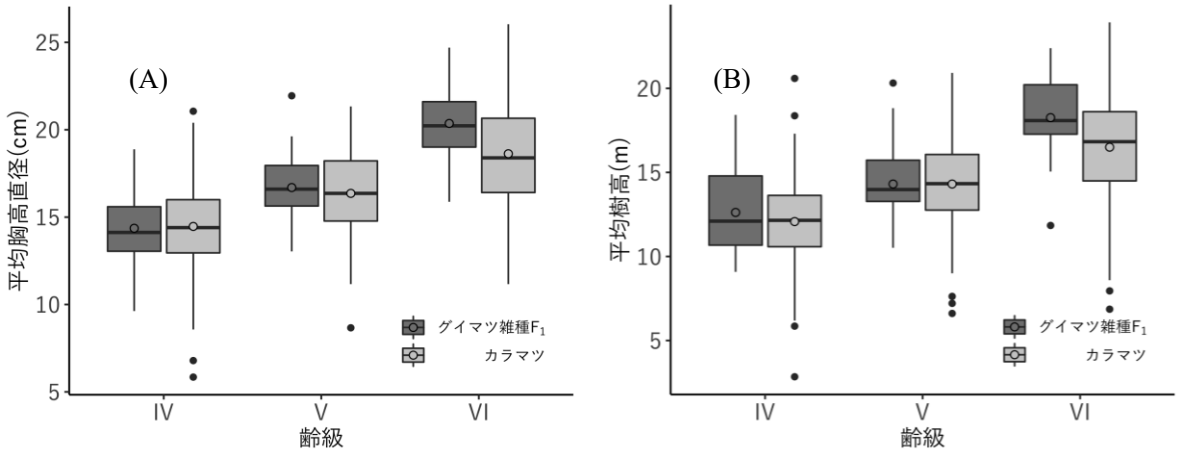 (A)
平均胸高直径(cm)
25
20
15
10
5
IV
V
VI
齢級
グイマツ雑種F₁
カラマツ
(B)
平均樹高(m)
20
15
10
5
IV
V
VI
齢級
グイマツ雑種F₁
カラマツ